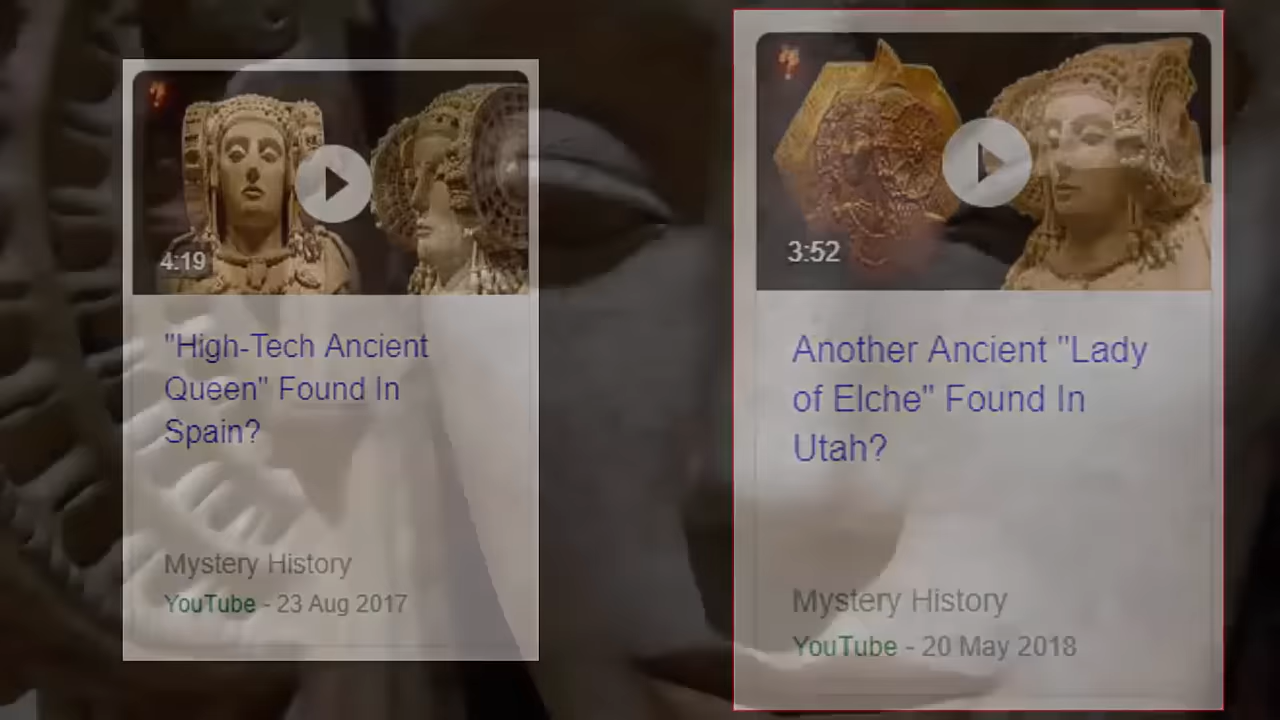 4:19
"High-Tech Ancient
Queen" Found In
Spain?
Mystery History
YouTube - 23 Aug 2017
3:52
Another Ancient "Lady
of Elche" Found In
Utah?
Mystery History
YouTube - 20 May 2018